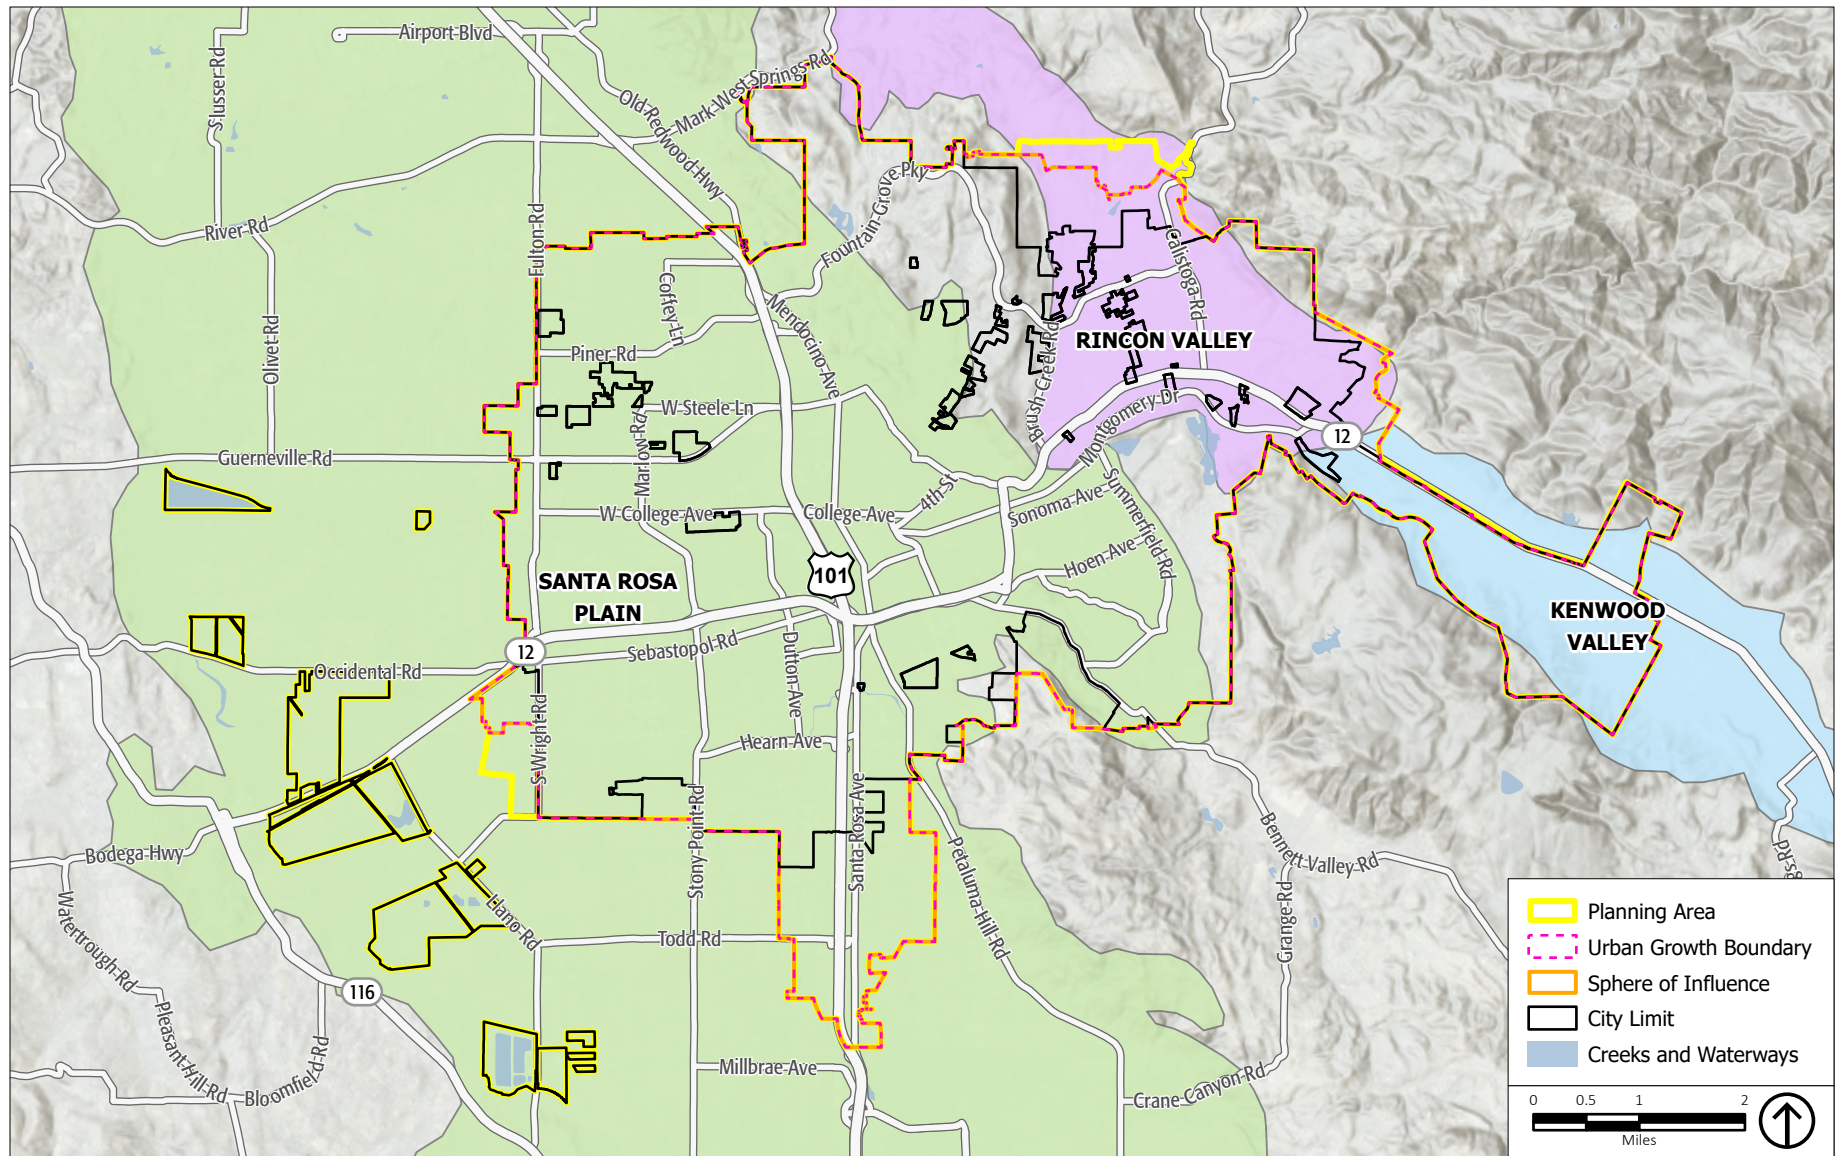 Airport Blvd
Slusser Rd
Old Redwood Hwy
Mark West Springs Rd
River Rd
Fulton Rd
Fountain Grove Pky
Calistoga Rd
Coffey Ln
Mendocino Ave
Olivet Rd
Piner Rd
Brush Creek Rd
RINCON VALLEY
W Steele Ln
Marlow Rd
Montgomery Dr
12
Guerneville Rd
4th St
Summerfield Rd
W College Ave
College Ave
Sonoma Ave
Hoen Ave
101
SANTA ROSA
PLAIN
KENWOOD
VALLEY
12
Sebastopol Rd
Dutton Ave
Occidental Rd
S Wright Rd
Hearn Ave
Stony Point Rd
Santa Rosa Ave
Petaluma Hill Rd
Bennett Valley Rd
Bodega Hwy
gs Rd
Watertrough Rd
Llano Rd
Todd Rd
Grange Rd
116
Pleasant Hill Rd
Bloomfield Rd
Millbrae Ave
Crane Canyon Rd
Planning Area
Urban Growth Boundary
Sphere of Influence
City Limit
Creeks and Waterways
0 0.5 1 2
Miles